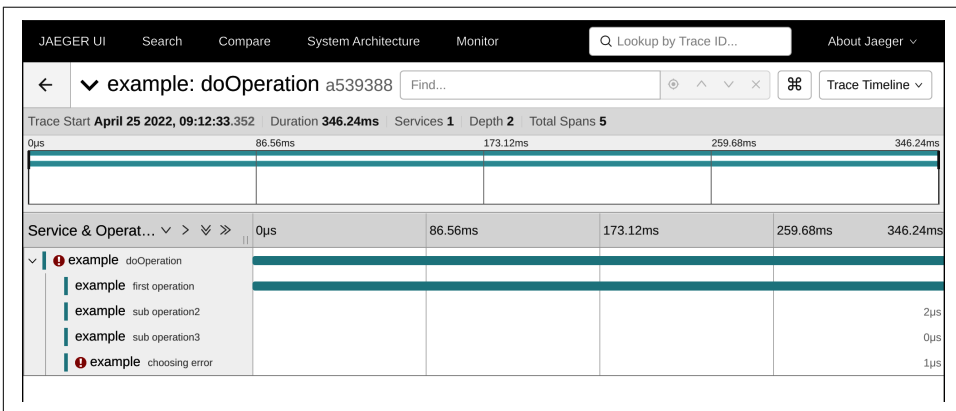 JAEGER UI Search Compare System Architecture Monitor Lookup by Trace ID... About Jaeger
example: doOperation a539388 Find... ⌘ Trace Timeline
Trace Start April 25 2022, 09:12:33.352 Duration 346.24ms Services 1 Depth 2 Total Spans 5
0μs 86.56ms 173.12ms 259.68ms 346.24ms
Service & Operat... 0μs 86.56ms 173.12ms 259.68ms 346.24ms
example doOperation
example first operation
example sub operation2 2μs
example sub operation3 0μs
example choosing error 1μs